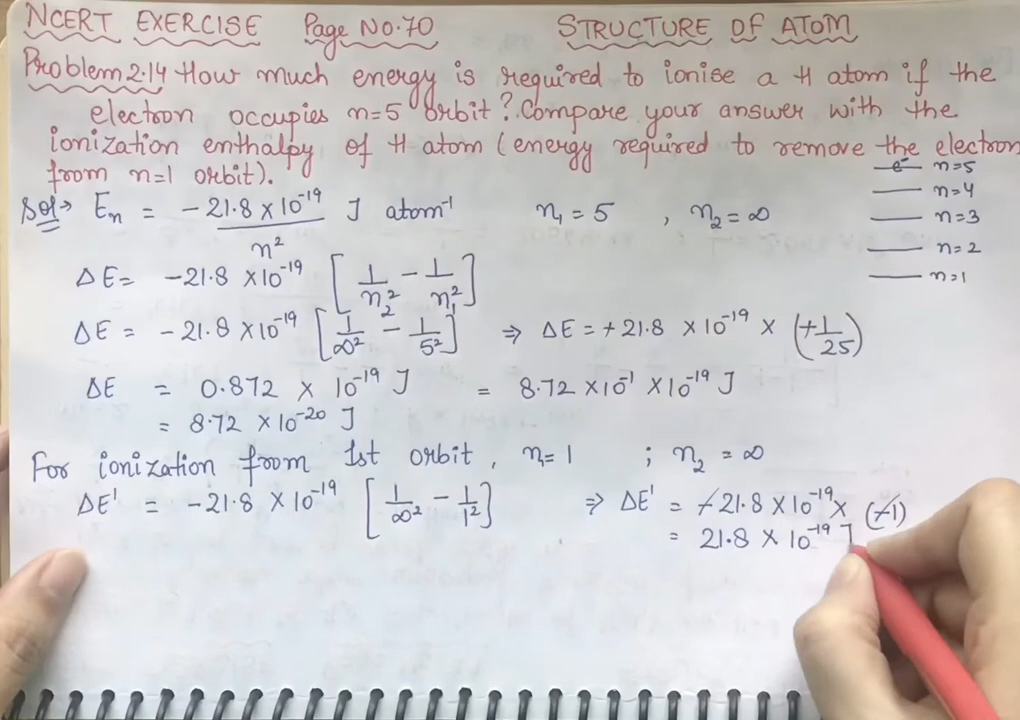 NCERT EXERCISE Page No. 70 STRUCTURE OF ATOM
Problem 2.14 How much energy is required to ionise a H atom if the
electron occupies n=5 orbit? Compare your answer with the
ionization enthalpy of H atom (energy required to remove the electron
from n=1 orbit).
e⁻ n=5
n=4
n=3
n=2
n=1
Sol→ Eₙ = -21.8 × 10⁻¹⁹ / n² J atom⁻¹ n₁ = 5 , n₂ = ∞
ΔE = -21.8 × 10⁻¹⁹ [1/n₂² - 1/n₁²]
ΔE = -21.8 × 10⁻¹⁹ [1/∞² - 1/5²] ⇒ ΔE = +21.8 × 10⁻¹⁹ × (+1/25)
ΔE = 0.872 × 10⁻¹⁹ J = 8.72 × 10⁻¹ × 10⁻¹⁹ J
= 8.72 × 10⁻²⁰ J
For ionization from 1st orbit, n₁ = 1 ; n₂ = ∞
ΔE' = -21.8 × 10⁻¹⁹ [1/∞² - 1/1²] ⇒ ΔE' = -21.8 × 10⁻¹⁹ × (-1)
= 21.8 × 10⁻¹⁹ J